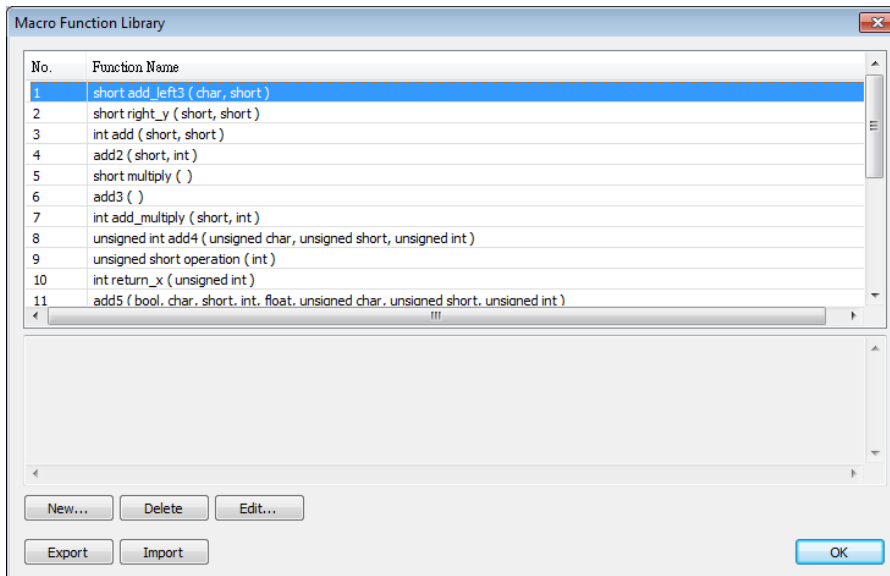 Macro Function Library
No. Function Name
1 short add_left3 ( char, short )
2 short right_y ( short, short )
3 int add ( short, short )
4 add2 ( short, int )
5 short multiply ( )
6 add3 ( )
7 int add_multiply ( short, int )
8 unsigned int add4 ( unsigned char, unsigned short, unsigned int )
9 unsigned short operation ( int )
10 int return_x ( unsigned int )
11 add5 ( bool, char, short, int, float, unsigned char, unsigned short, unsigned int )
New... Delete Edit...
Export Import OK